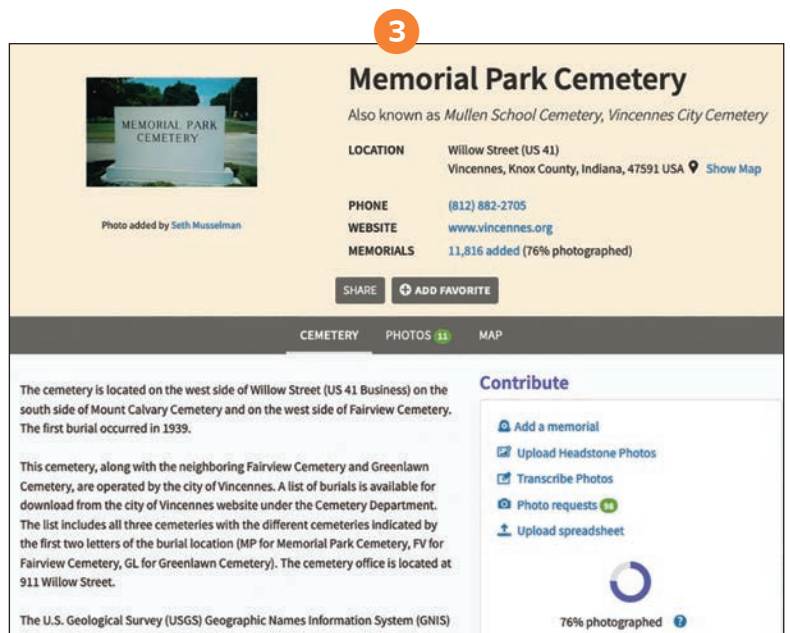 3
MEMORIAL PARK
CEMETERY
Photo added by Seth Musselman
Memorial Park Cemetery
Also known as Mullen School Cemetery, Vincennes City Cemetery
LOCATION Willow Street (US 41)
Vincennes, Knox County, Indiana, 47591 USA Show Map
PHONE (812) 882-2705
WEBSITE www.vincennes.org
MEMORIALS 11,816 added (76% photographed)
SHARE ADD FAVORITE
CEMETERY PHOTOS 11 MAP
The cemetery is located on the west side of Willow Street (US 41 Business) on the
south side of Mount Calvary Cemetery and on the west side of Fairview Cemetery.
The first burial occurred in 1939.
This cemetery, along with the neighboring Fairview Cemetery and Greenlawn
Cemetery, are operated by the city of Vincennes. A list of burials is available for
download from the city of Vincennes website under the Cemetery Department.
The list includes all three cemeteries with the different cemeteries indicated by
the first two letters of the burial location (MP for Memorial Park Cemetery, FV for
Fairview Cemetery, GL for Greenlawn Cemetery). The cemetery office is located at
911 Willow Street.
The U.S. Geological Survey (USGS) Geographic Names Information System (GNIS)
Contribute
Add a memorial
Upload Headstone Photos
Transcribe Photos
Photo requests 98
Upload spreadsheet
76% photographed ?